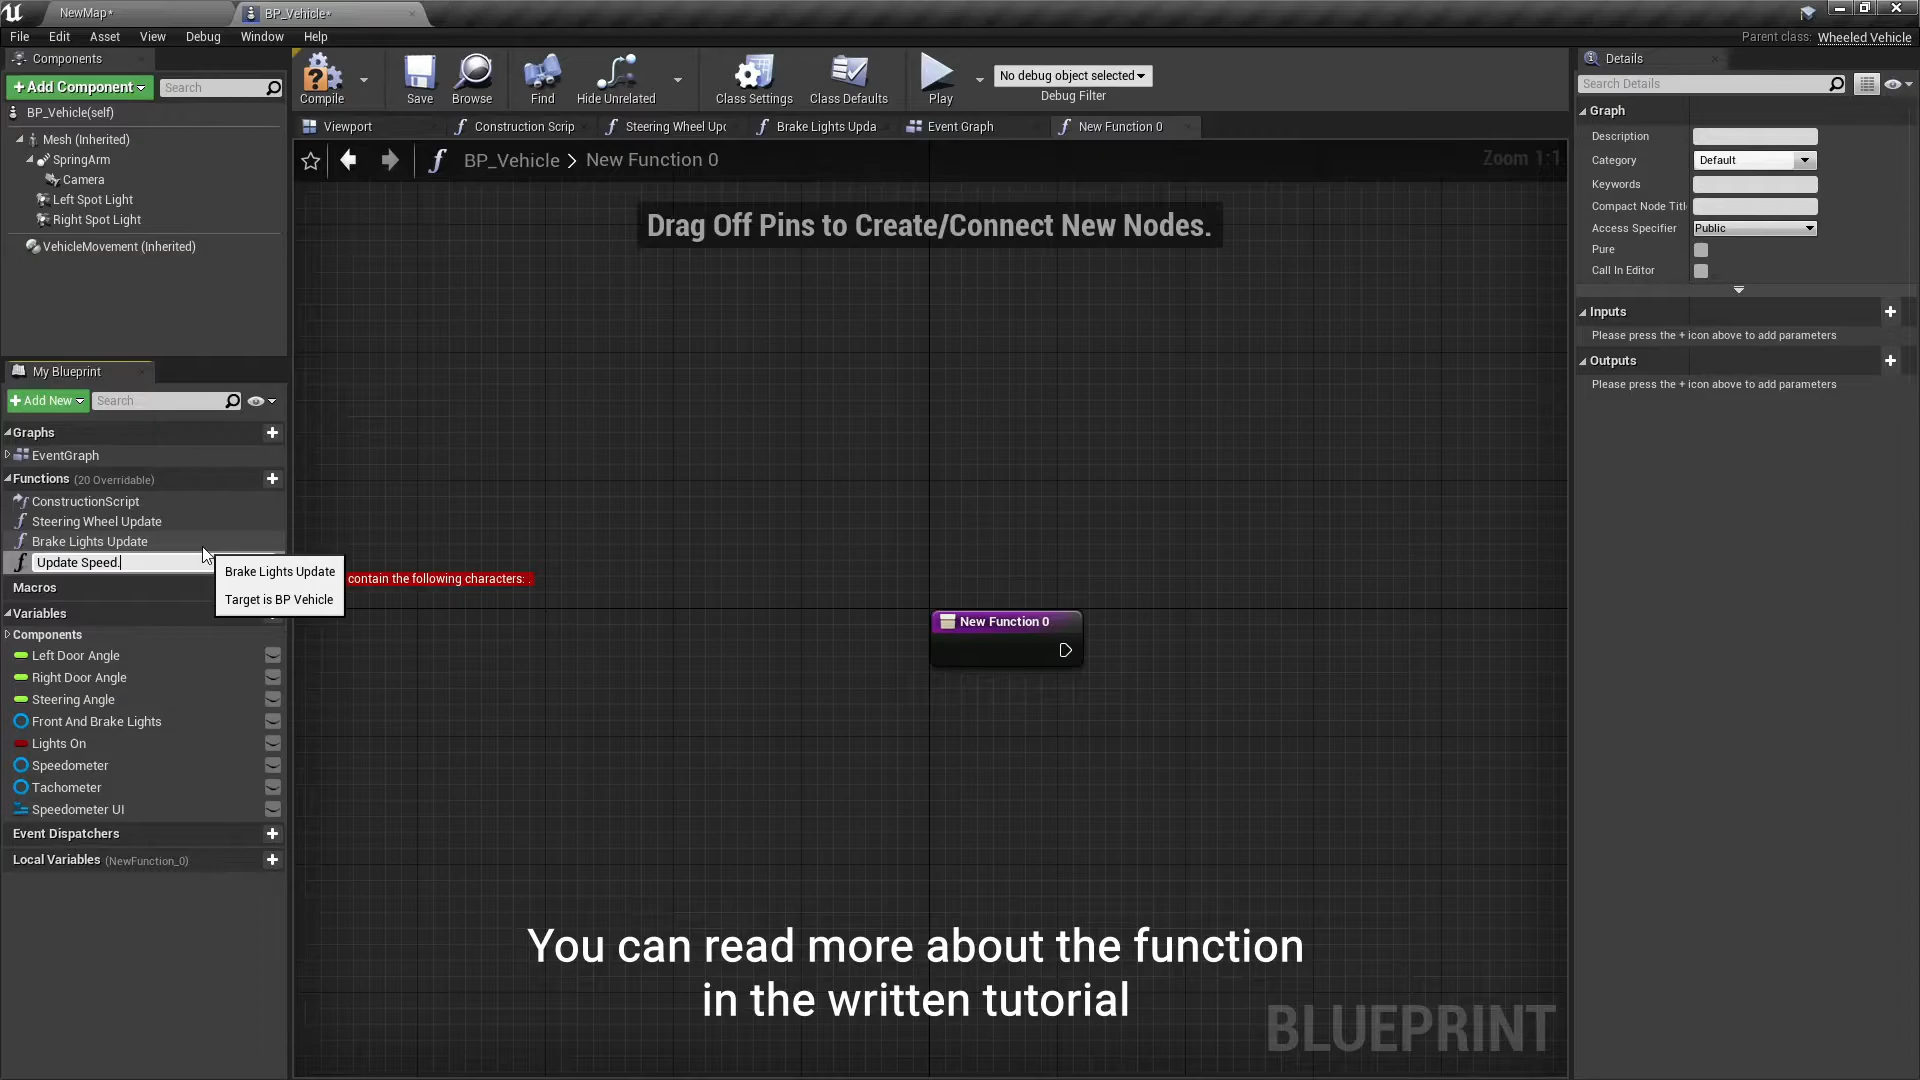 NewMap*
BP_Vehicle*
File Edit Asset View Debug Window Help
Parent class: Wheeled Vehicle
Components
+Add Component
Search
BP_Vehicle(self)
Mesh (Inherited)
SpringArm
Camera
Left Spot Light
Right Spot Light
VehicleMovement (Inherited)
Compile
Save
Browse
Find
Hide Unrelated
Class Settings
Class Defaults
Play
No debug object selected
Debug Filter
Viewport
Construction Scrip
Steering Wheel Upd
Brake Lights Upda
Event Graph
New Function 0
BP_Vehicle > New Function 0
Zoom 1:1
Drag Off Pins to Create/Connect New Nodes.
My Blueprint
+Add New
Search
Graphs
EventGraph
Functions (20 Overridable)
ConstructionScript
Steering Wheel Update
Brake Lights Update
Update Speed.
Brake Lights Update
Target is BP Vehicle
contain the following characters: .
Macros
Variables
Components
Left Door Angle
Right Door Angle
Steering Angle
Front And Brake Lights
Lights On
Speedometer
Tachometer
Speedometer UI
Event Dispatchers
Local Variables (NewFunction_0)
New Function 0
You can read more about the function
in the written tutorial
BLUEPRINT
Details
Search Details
Graph
Description
Category Default
Keywords
Compact Node Titl
Access Specifier Public
Pure
Call In Editor
Inputs
Please press the + icon above to add parameters
Outputs
Please press the + icon above to add parameters